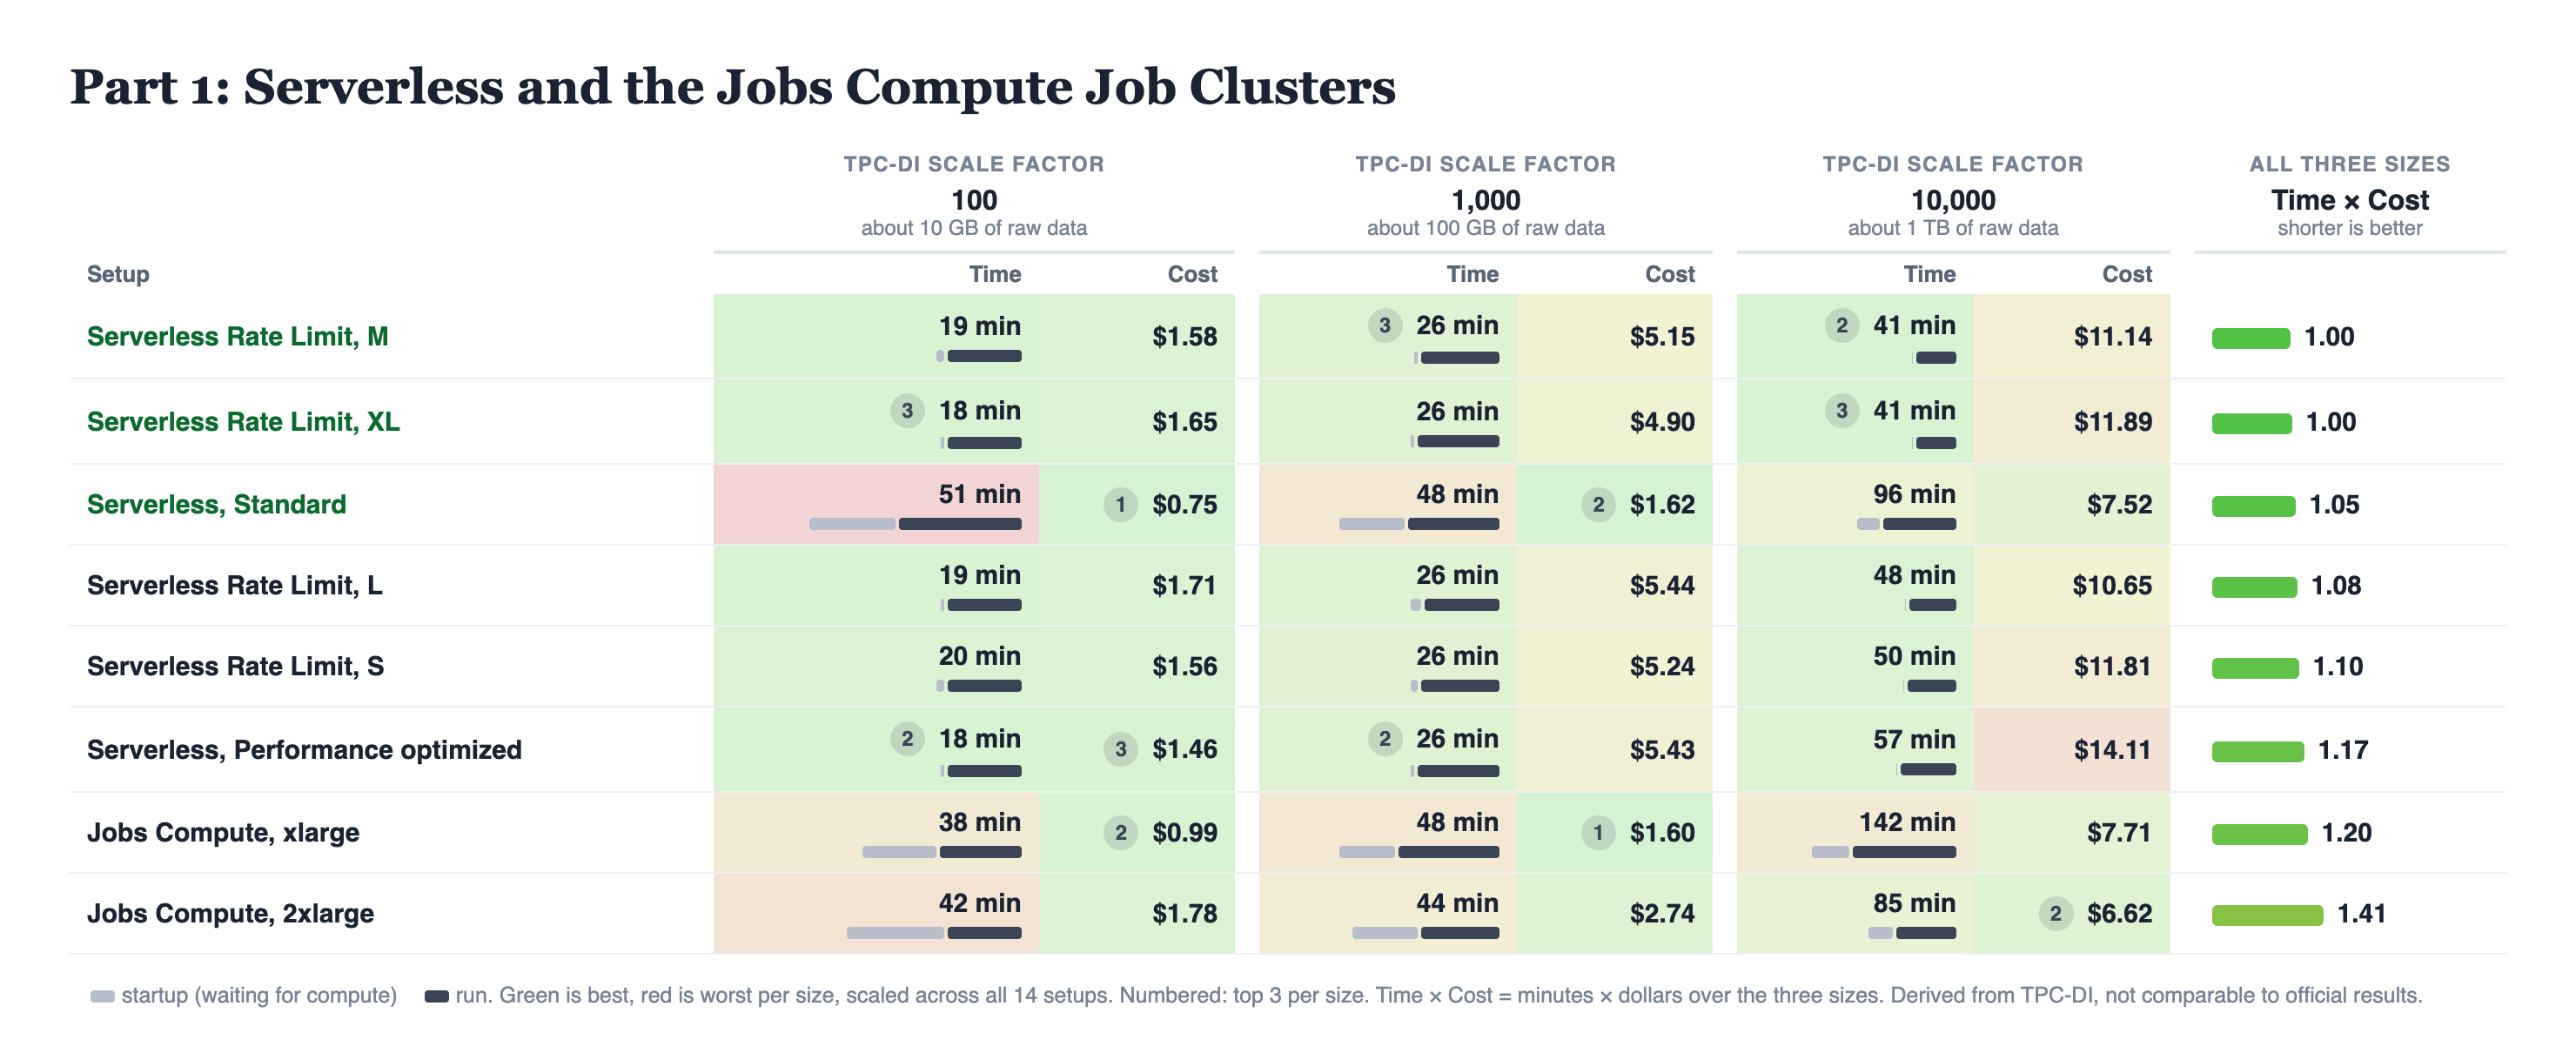 Part 1: Serverless and the Jobs Compute Job Clusters
TPC-DI SCALE FACTOR TPC-DI SCALE FACTOR TPC-DI SCALE FACTOR ALL THREE SIZES
100 1,000 10,000 Time × Cost
about 10 GB of raw data about 100 GB of raw data about 1 TB of raw data shorter is better
Setup Time Cost Time Cost Time Cost
Serverless Rate Limit, M 19 min $1.58 3 26 min $5.15 2 41 min $11.14 1.00
Serverless Rate Limit, XL 3 18 min $1.65 26 min $4.90 3 41 min $11.89 1.00
Serverless, Standard 51 min 1 $0.75 48 min 2 $1.62 96 min $7.52 1.05
Serverless Rate Limit, L 19 min $1.71 26 min $5.44 48 min $10.65 1.08
Serverless Rate Limit, S 20 min $1.56 26 min $5.24 50 min $11.81 1.10
Serverless, Performance optimized 2 18 min 3 $1.46 2 26 min $5.43 57 min $14.11 1.17
Jobs Compute, xlarge 38 min 2 $0.99 48 min 1 $1.60 142 min $7.71 1.20
Jobs Compute, 2xlarge 42 min $1.78 44 min $2.74 85 min 2 $6.62 1.41
startup (waiting for compute) run. Green is best, red is worst per size, scaled across all 14 setups. Numbered: top 3 per size. Time × Cost = minutes × dollars over the three sizes. Derived from TPC-DI, not comparable to official results.